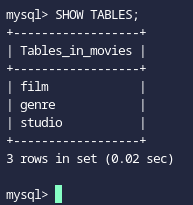 mysql> SHOW TABLES;
+------------------+
| Tables_in_movies |
+------------------+
| film             |
| genre            |
| studio           |
+------------------+
3 rows in set (0.02 sec)
mysql>